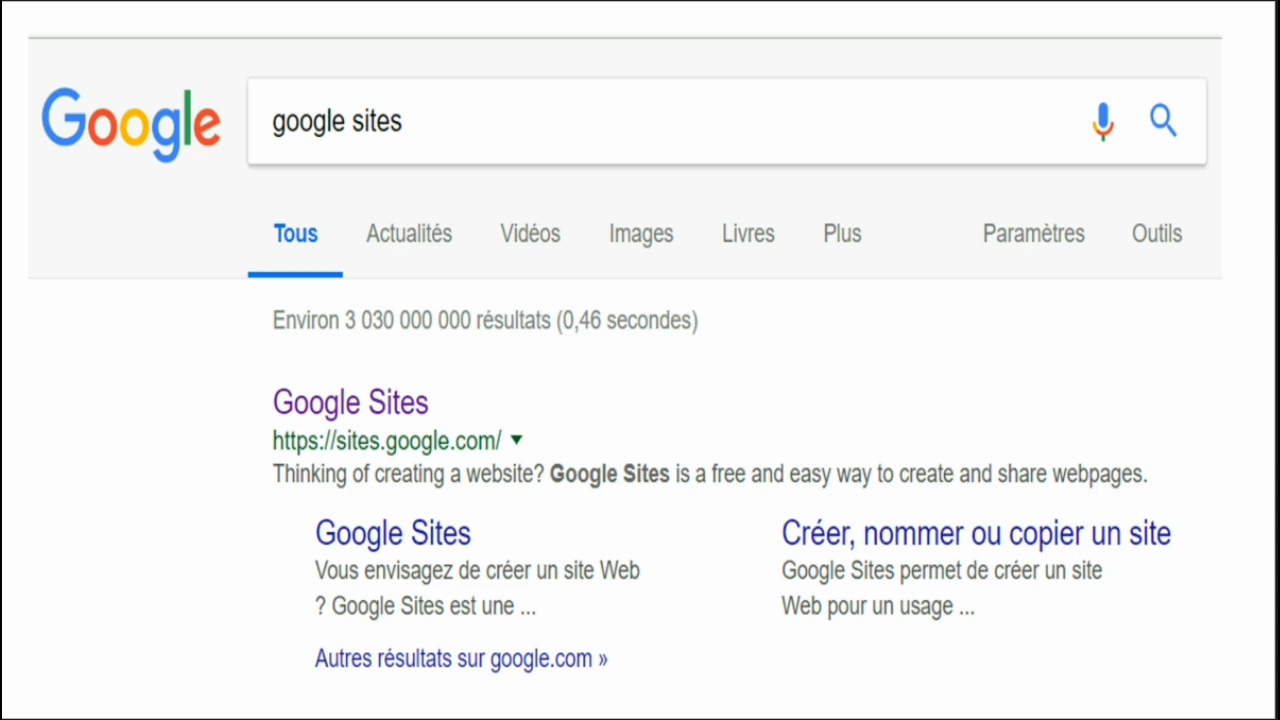 Google
google sites
Tous Actualités Vidéos Images Livres Plus Paramètres Outils
Environ 3 030 000 000 résultats (0,46 secondes)
Google Sites
https://sites.google.com/
Thinking of creating a website? Google Sites is a free and easy way to create and share webpages.
Google Sites
Vous envisagez de créer un site Web
? Google Sites est une ...
Créer, nommer ou copier un site
Google Sites permet de créer un site
Web pour un usage ...
Autres résultats sur google.com »